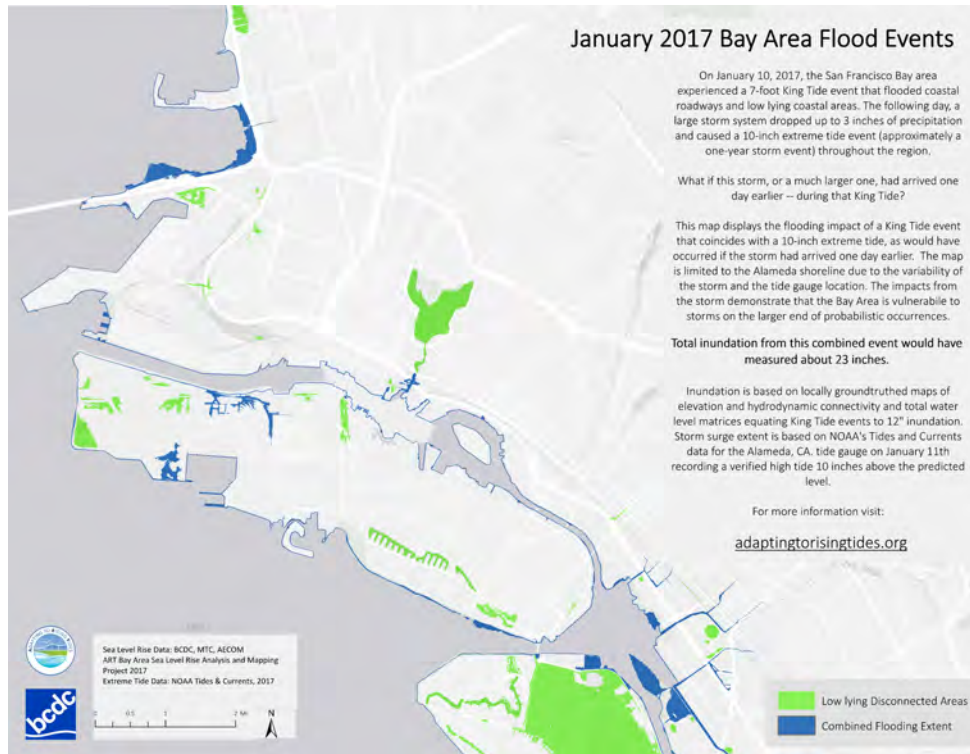 January 2017 Bay Area Flood Events
On January 10, 2017, the San Francisco Bay area
experienced a 7-foot King Tide event that flooded coastal
roadways and low lying coastal areas. The following day, a
large storm system dropped up to 3 inches of precipitation
and caused a 10-inch extreme tide event (approximately a
one-year storm event) throughout the region.
What if this storm, or a much larger one, had arrived one
day earlier -- during that King Tide?
This map displays the flooding impact of a King Tide event
that coincides with a 10-inch extreme tide, as would have
occurred if the storm had arrived one day earlier. The map
is limited to the Alameda shoreline due to the variability of
the storm and the tide gauge location. The impacts from
the storm demonstrate that the Bay Area is vulnerable to
storms on the larger end of probabilistic occurrences.
Total inundation from this combined event would have
measured about 23 inches.
Inundation is based on locally groundtruthed maps of
elevation and hydrodynamic connectivity and total water
level matrices equating King Tide events to 12" inundation.
Storm surge extent is based on NOAA's Tides and Currents
data for the Alameda, CA. tide gauge on January 11th
recording a verified high tide 10 inches above the predicted
level.
For more information visit:
adaptingtorisingtides.org
Sea Level Rise Data: BCDC, MTC, AECOM
ART Bay Area Sea Level Rise Analysis and Mapping
Project 2017
Extreme Tide Data: NOAA Tides & Currents, 2017
0 0.5 1 2 Mi
N
bcdc
Low lying Disconnected Areas
Combined Flooding Extent